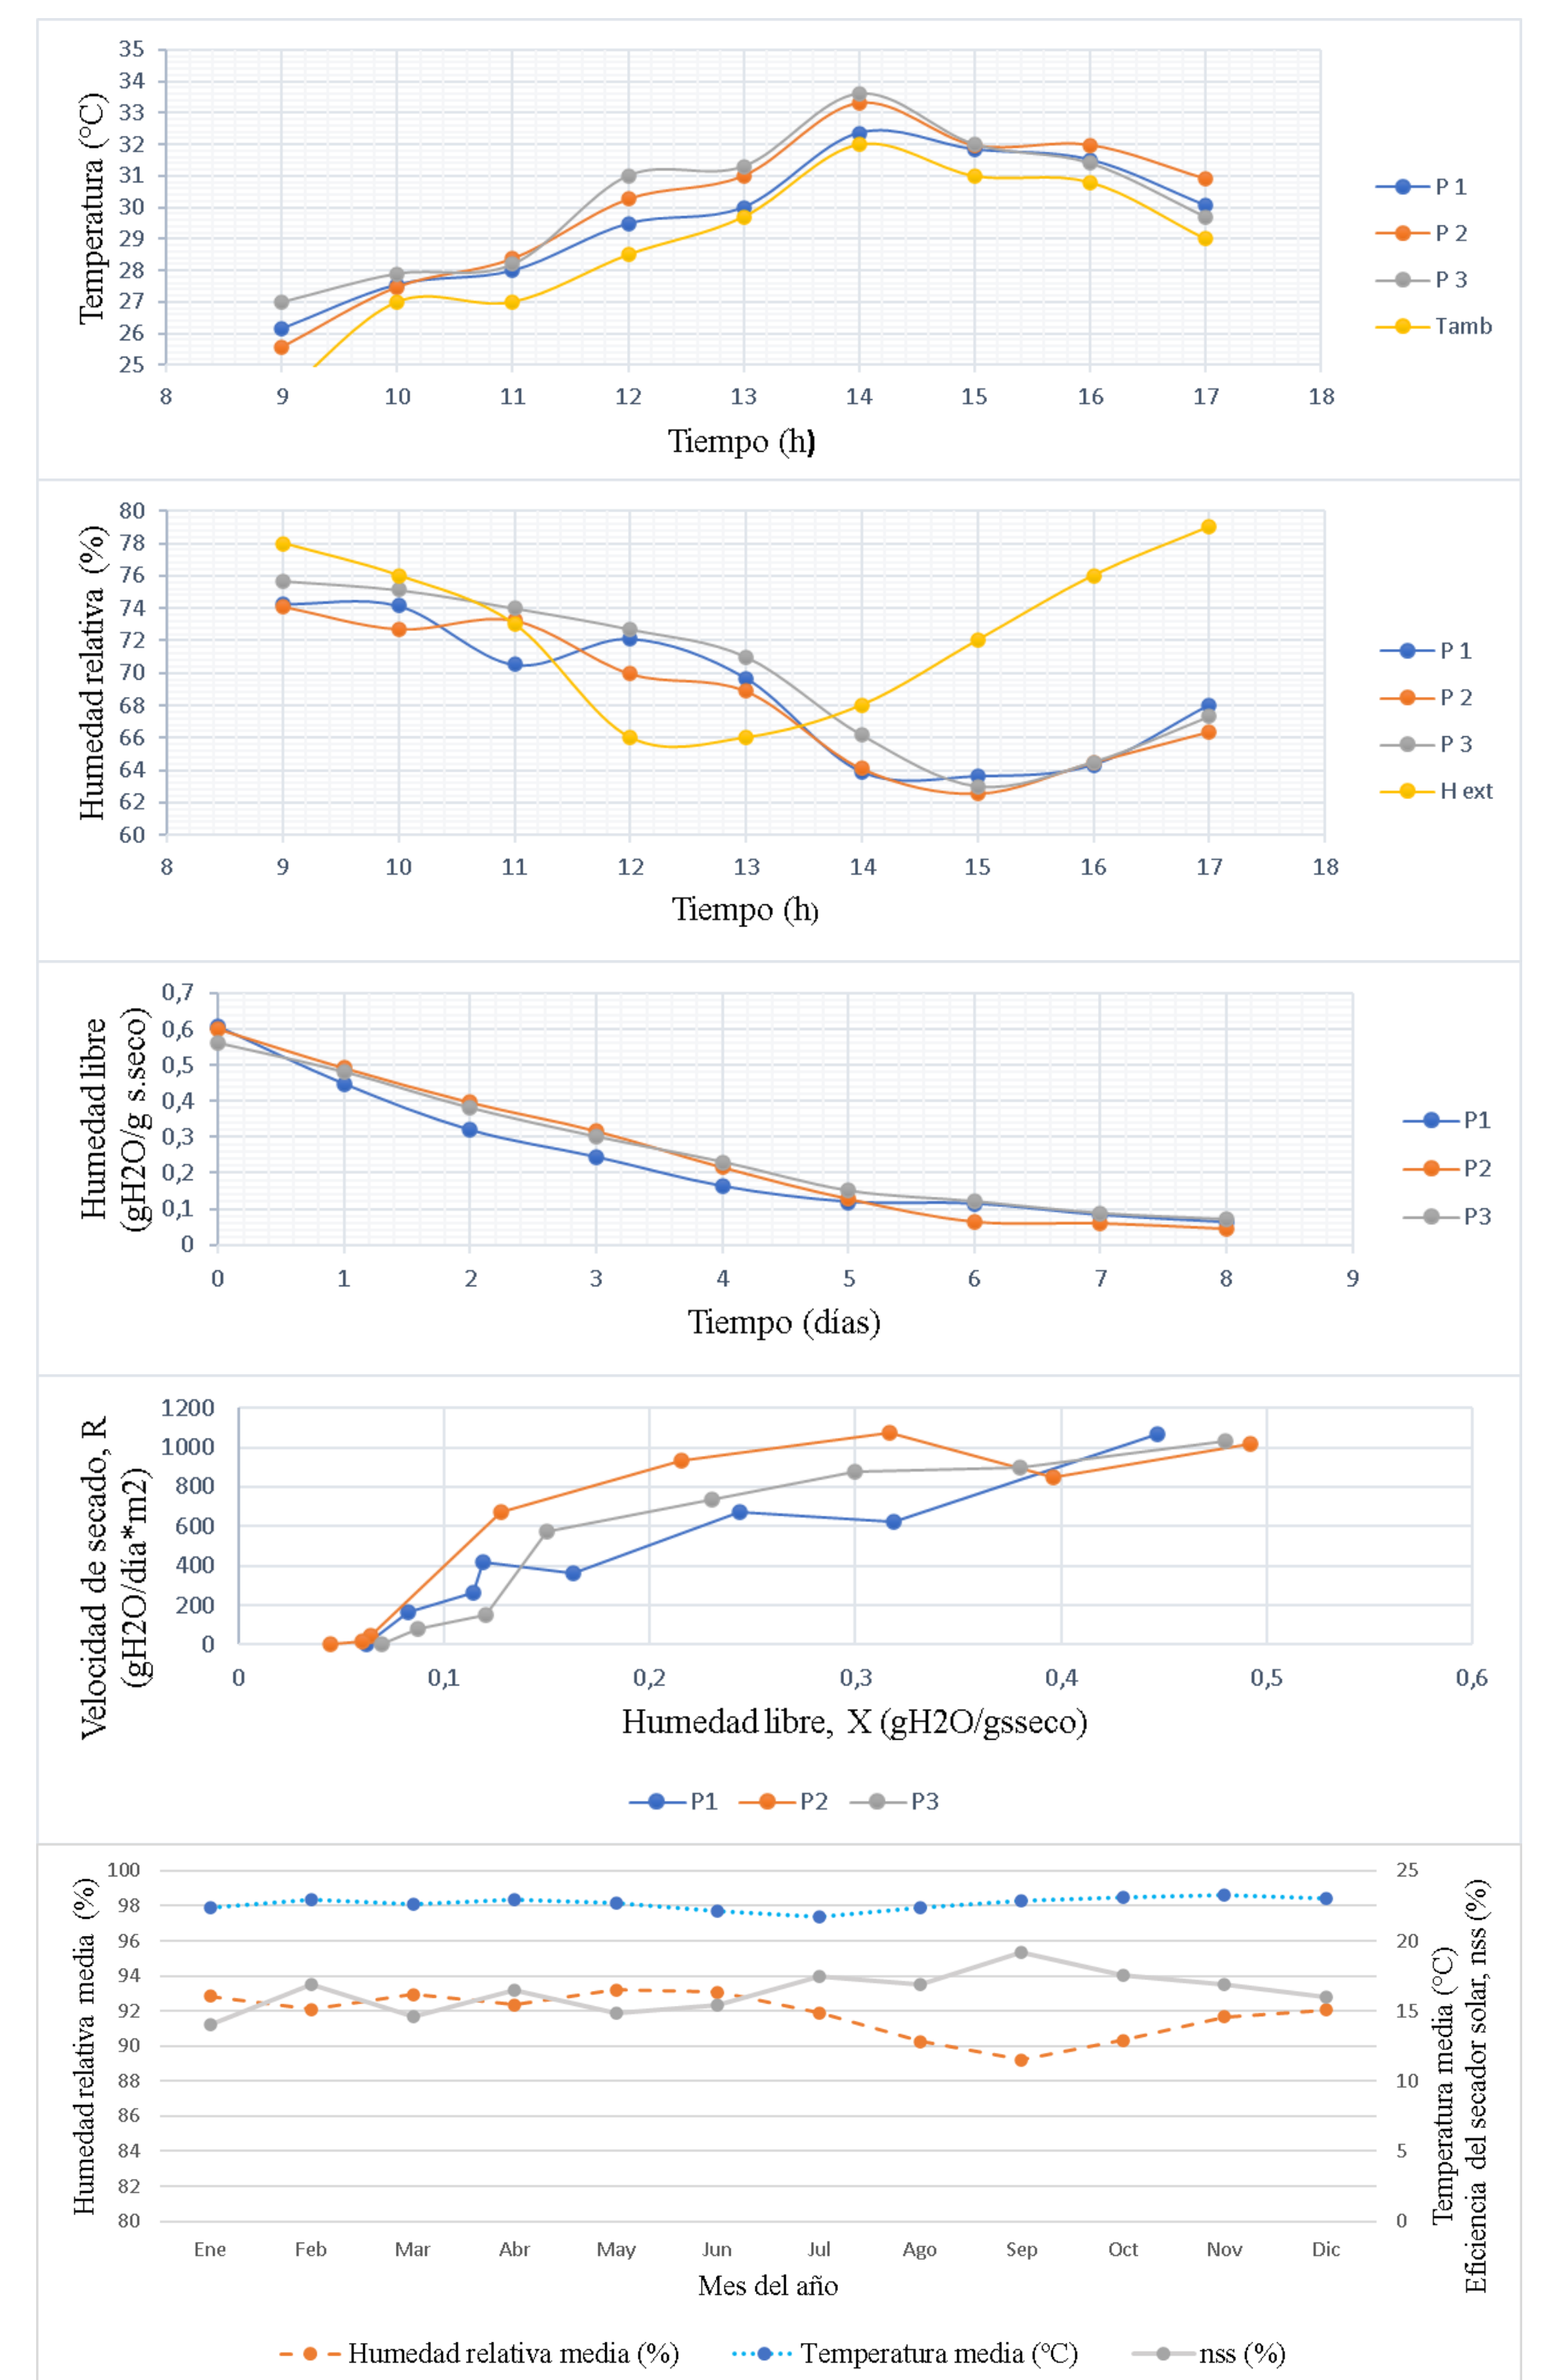 Temperatura (°C)
35
34
33
32
31
30
29
28
27
26
25
8 9 10 11 12 13 14 15 16 17 18
Tiempo (h)
P 1
P 2
P 3
Tamb
Humedad relativa (%)
80
78
76
74
72
70
68
66
64
62
60
8 9 10 11 12 13 14 15 16 17 18
Tiempo (h)
P 1
P 2
P 3
H ext
Humedad libre
(gH2O/g s.seco)
0,7
0,6
0,5
0,4
0,3
0,2
0,1
0
0 1 2 3 4 5 6 7 8 9
Tiempo (días)
P1
P2
P3
Velocidad de secado, R
(gH2O/día*m2)
1200
1000
800
600
400
200
0
0 0,1 0,2 0,3 0,4 0,5 0,6
Humedad libre, X (gH2O/gsseco)
P1 P2 P3
Humedad relativa media (%)
100
98
96
94
92
90
88
86
84
82
80
25
20
15
10
5
0
Temperatura media (°C)
Eficiencia del secador solar, nss (%)
Ene Feb Mar Abr May Jun Jul Ago Sep Oct Nov Dic
Mes del año
Humedad relativa media (%) Temperatura media (ºC) nss (%)